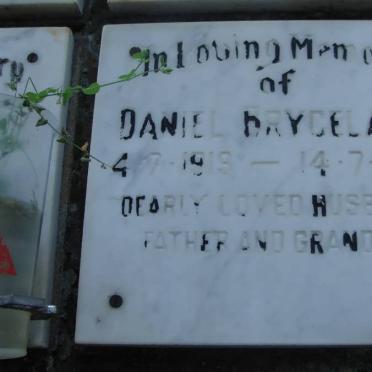 In Loving Mem
of
DANIEL BRYCELA
4-7-1919 — 14-7-
DEARLY LOVED HUSB
FATHER AND GRAND